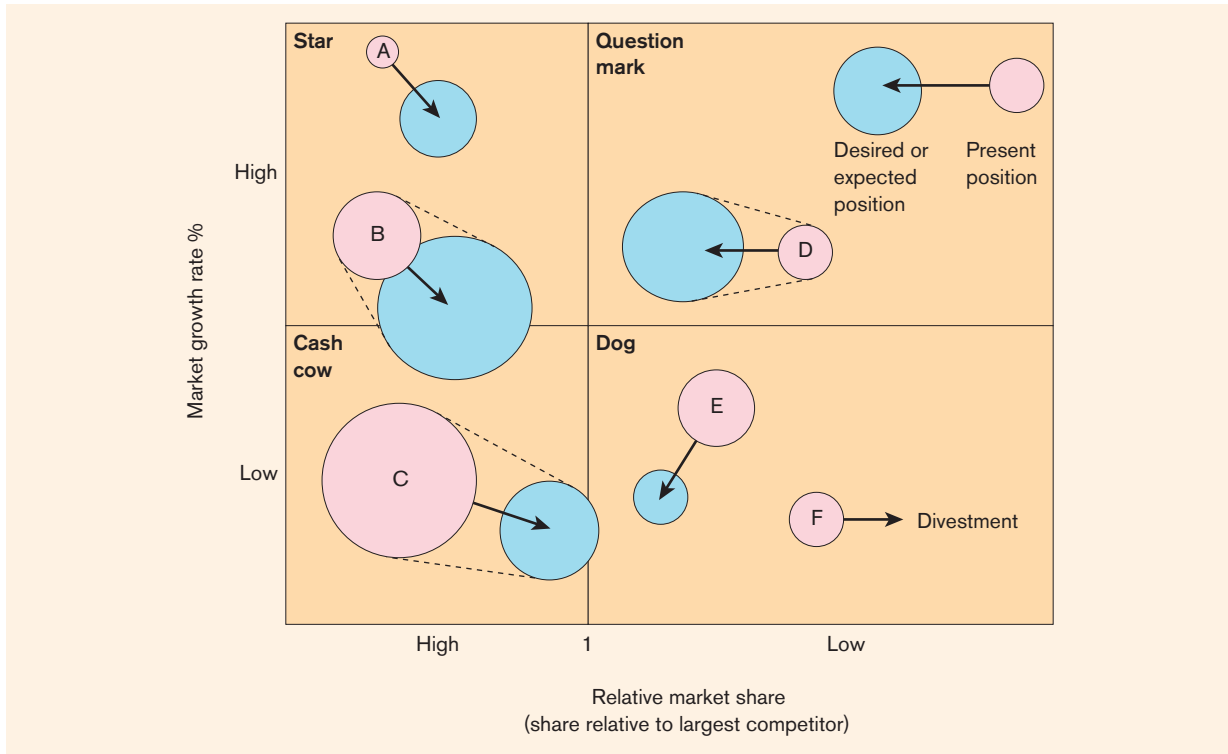 Star
A
Question
mark
Desired or
expected
position
Present
position
High
B
D
Market growth rate %
Cash
cow
Dog
E
C
Low
F
Divestment
High
1
Low
Relative market share
(share relative to largest competitor)